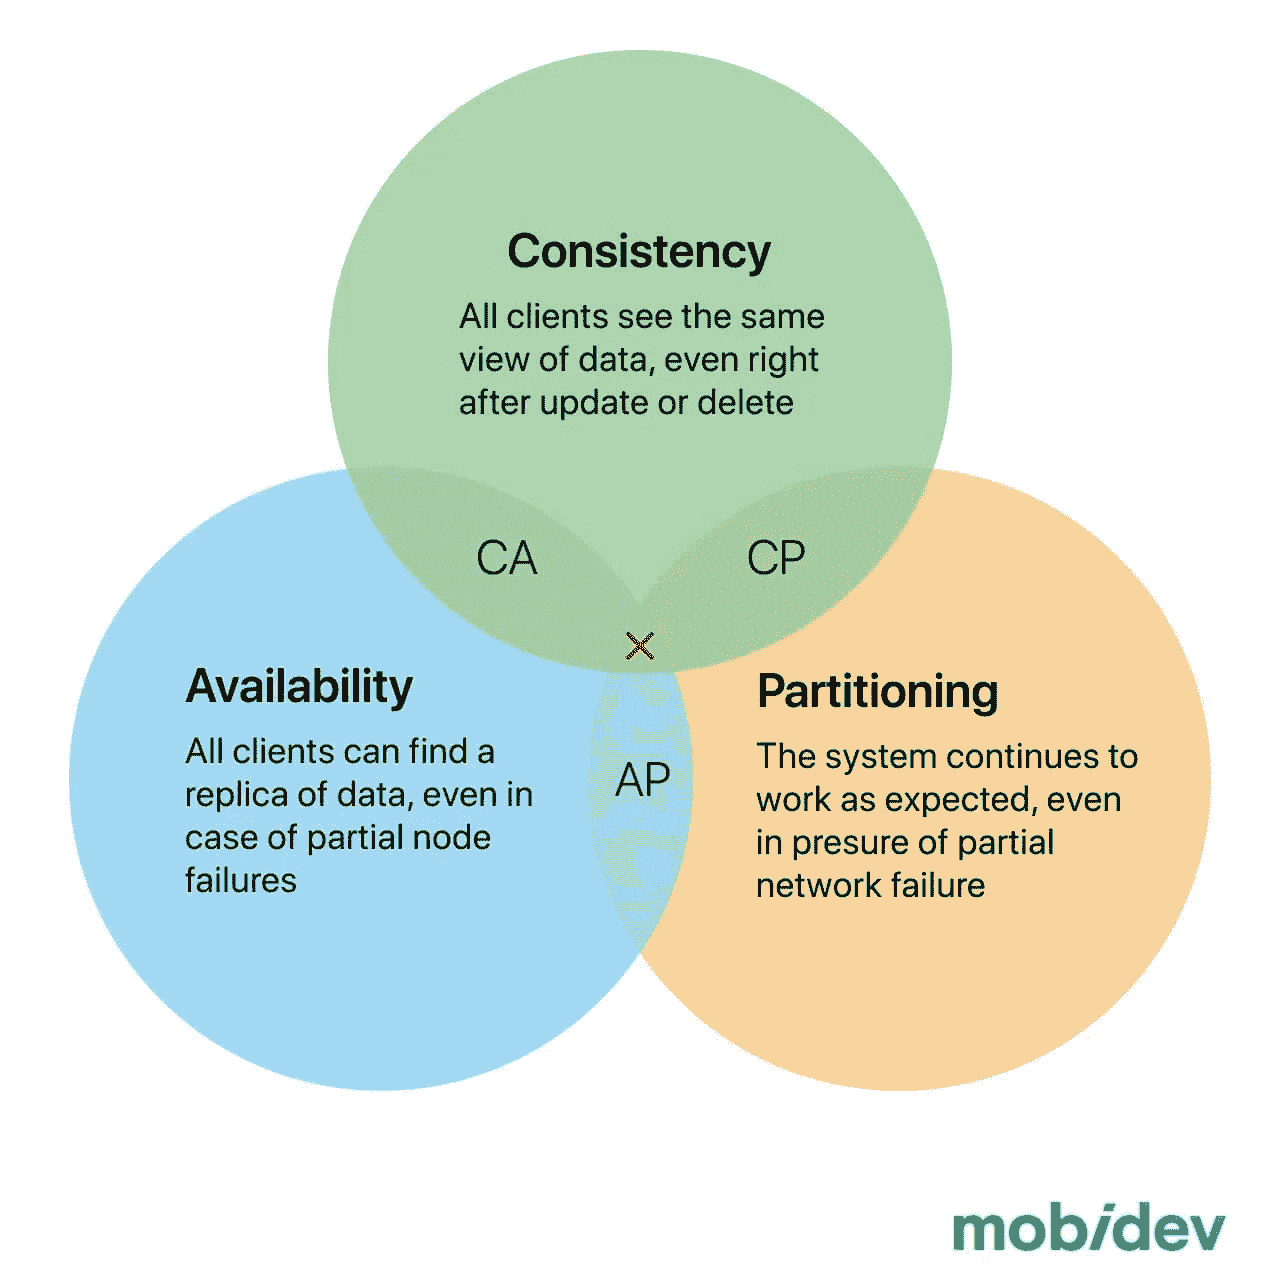 Consistency
All clients see the same
view of data, even right
after update or delete
CA
CP
Availability
All clients can find a
replica of data, even in
case of partial node
failures
AP
Partitioning
The system continues to
work as expected, even
in presure of partial
network failure
mobidev